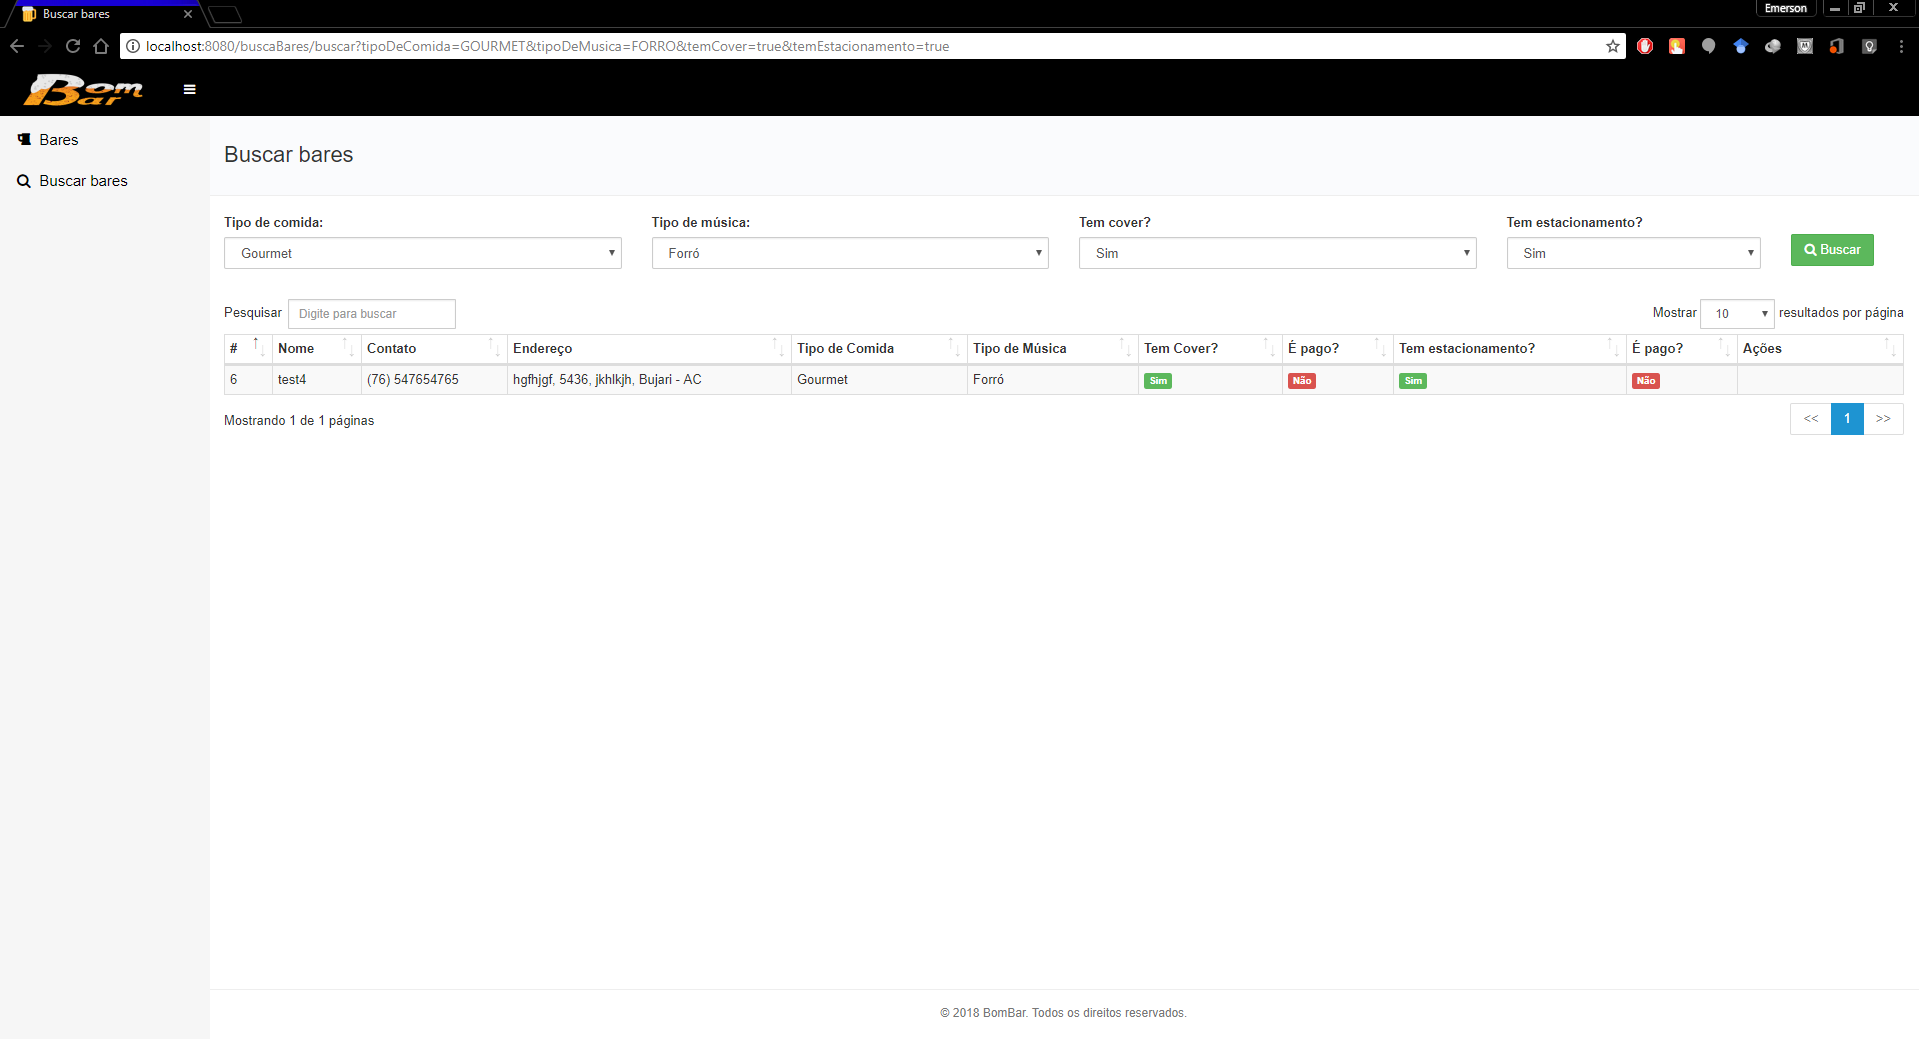 Buscar bares
Emerson
localhost:8080/buscaBares/buscar?tipoDeComida=GOURMET&tipoDeMusica=FORRO&temCover=true&temEstacionamento=true
Bom Bar
Bares
Buscar bares
Buscar bares
Tipo de comida: Tipo de música: Tem cover? Tem estacionamento?
Gourmet Forró Sim Sim Buscar
Pesquisar Digite para buscar Mostrar 10 resultados por página
# Nome Contato Endereço Tipo de Comida Tipo de Música Tem Cover? É pago? Tem estacionamento? É pago? Ações
6 test4 (76) 547654765 hgfhjgf, 5436, jkhlkjh, Bujari - AC Gourmet Forró Sim Não Sim Não
Mostrando 1 de 1 páginas << 1 >>
© 2018 BomBar. Todos os direitos reservados.